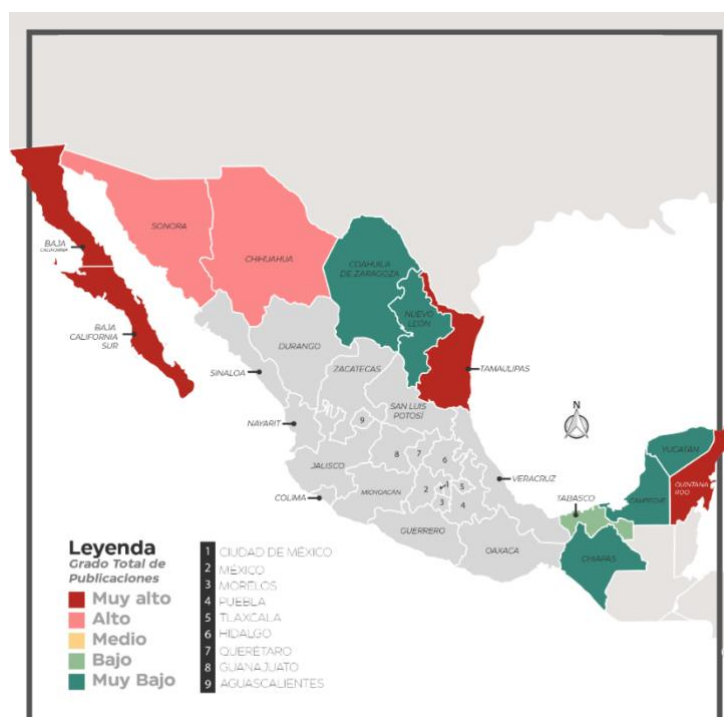 SONORA
CHIHUAHUA
BAJA
CALIFORNIA
COAHUILA
DE ZARAGOZA
NUEVO
LEÓN
BAJA
CALIFORNIA
SUR
DURANGO
SINALOA
ZACATECAS
TAMAULIPAS
SAN LUIS
POTOSÍ
N
NAYARIT
9
8
7
6
YUCATÁN
JALISCO
VERACRUZ
QUINTANA
ROO
CAMPECHE
COLIMA
MICHOACÁN
2
1
5
TABASCO
3
4
GUERRERO
OAXACA
CHIAPAS
Leyenda
Grado Total de
Publicaciones
Muy alto
Alto
Medio
Bajo
Muy Bajo
1 CIUDAD DE MÉXICO
2 MÉXICO
3 MORELOS
4 PUEBLA
5 TLAXCALA
6 HIDALGO
7 QUERÉTARO
8 GUANAJUATO
9 AGUASCALIENTES